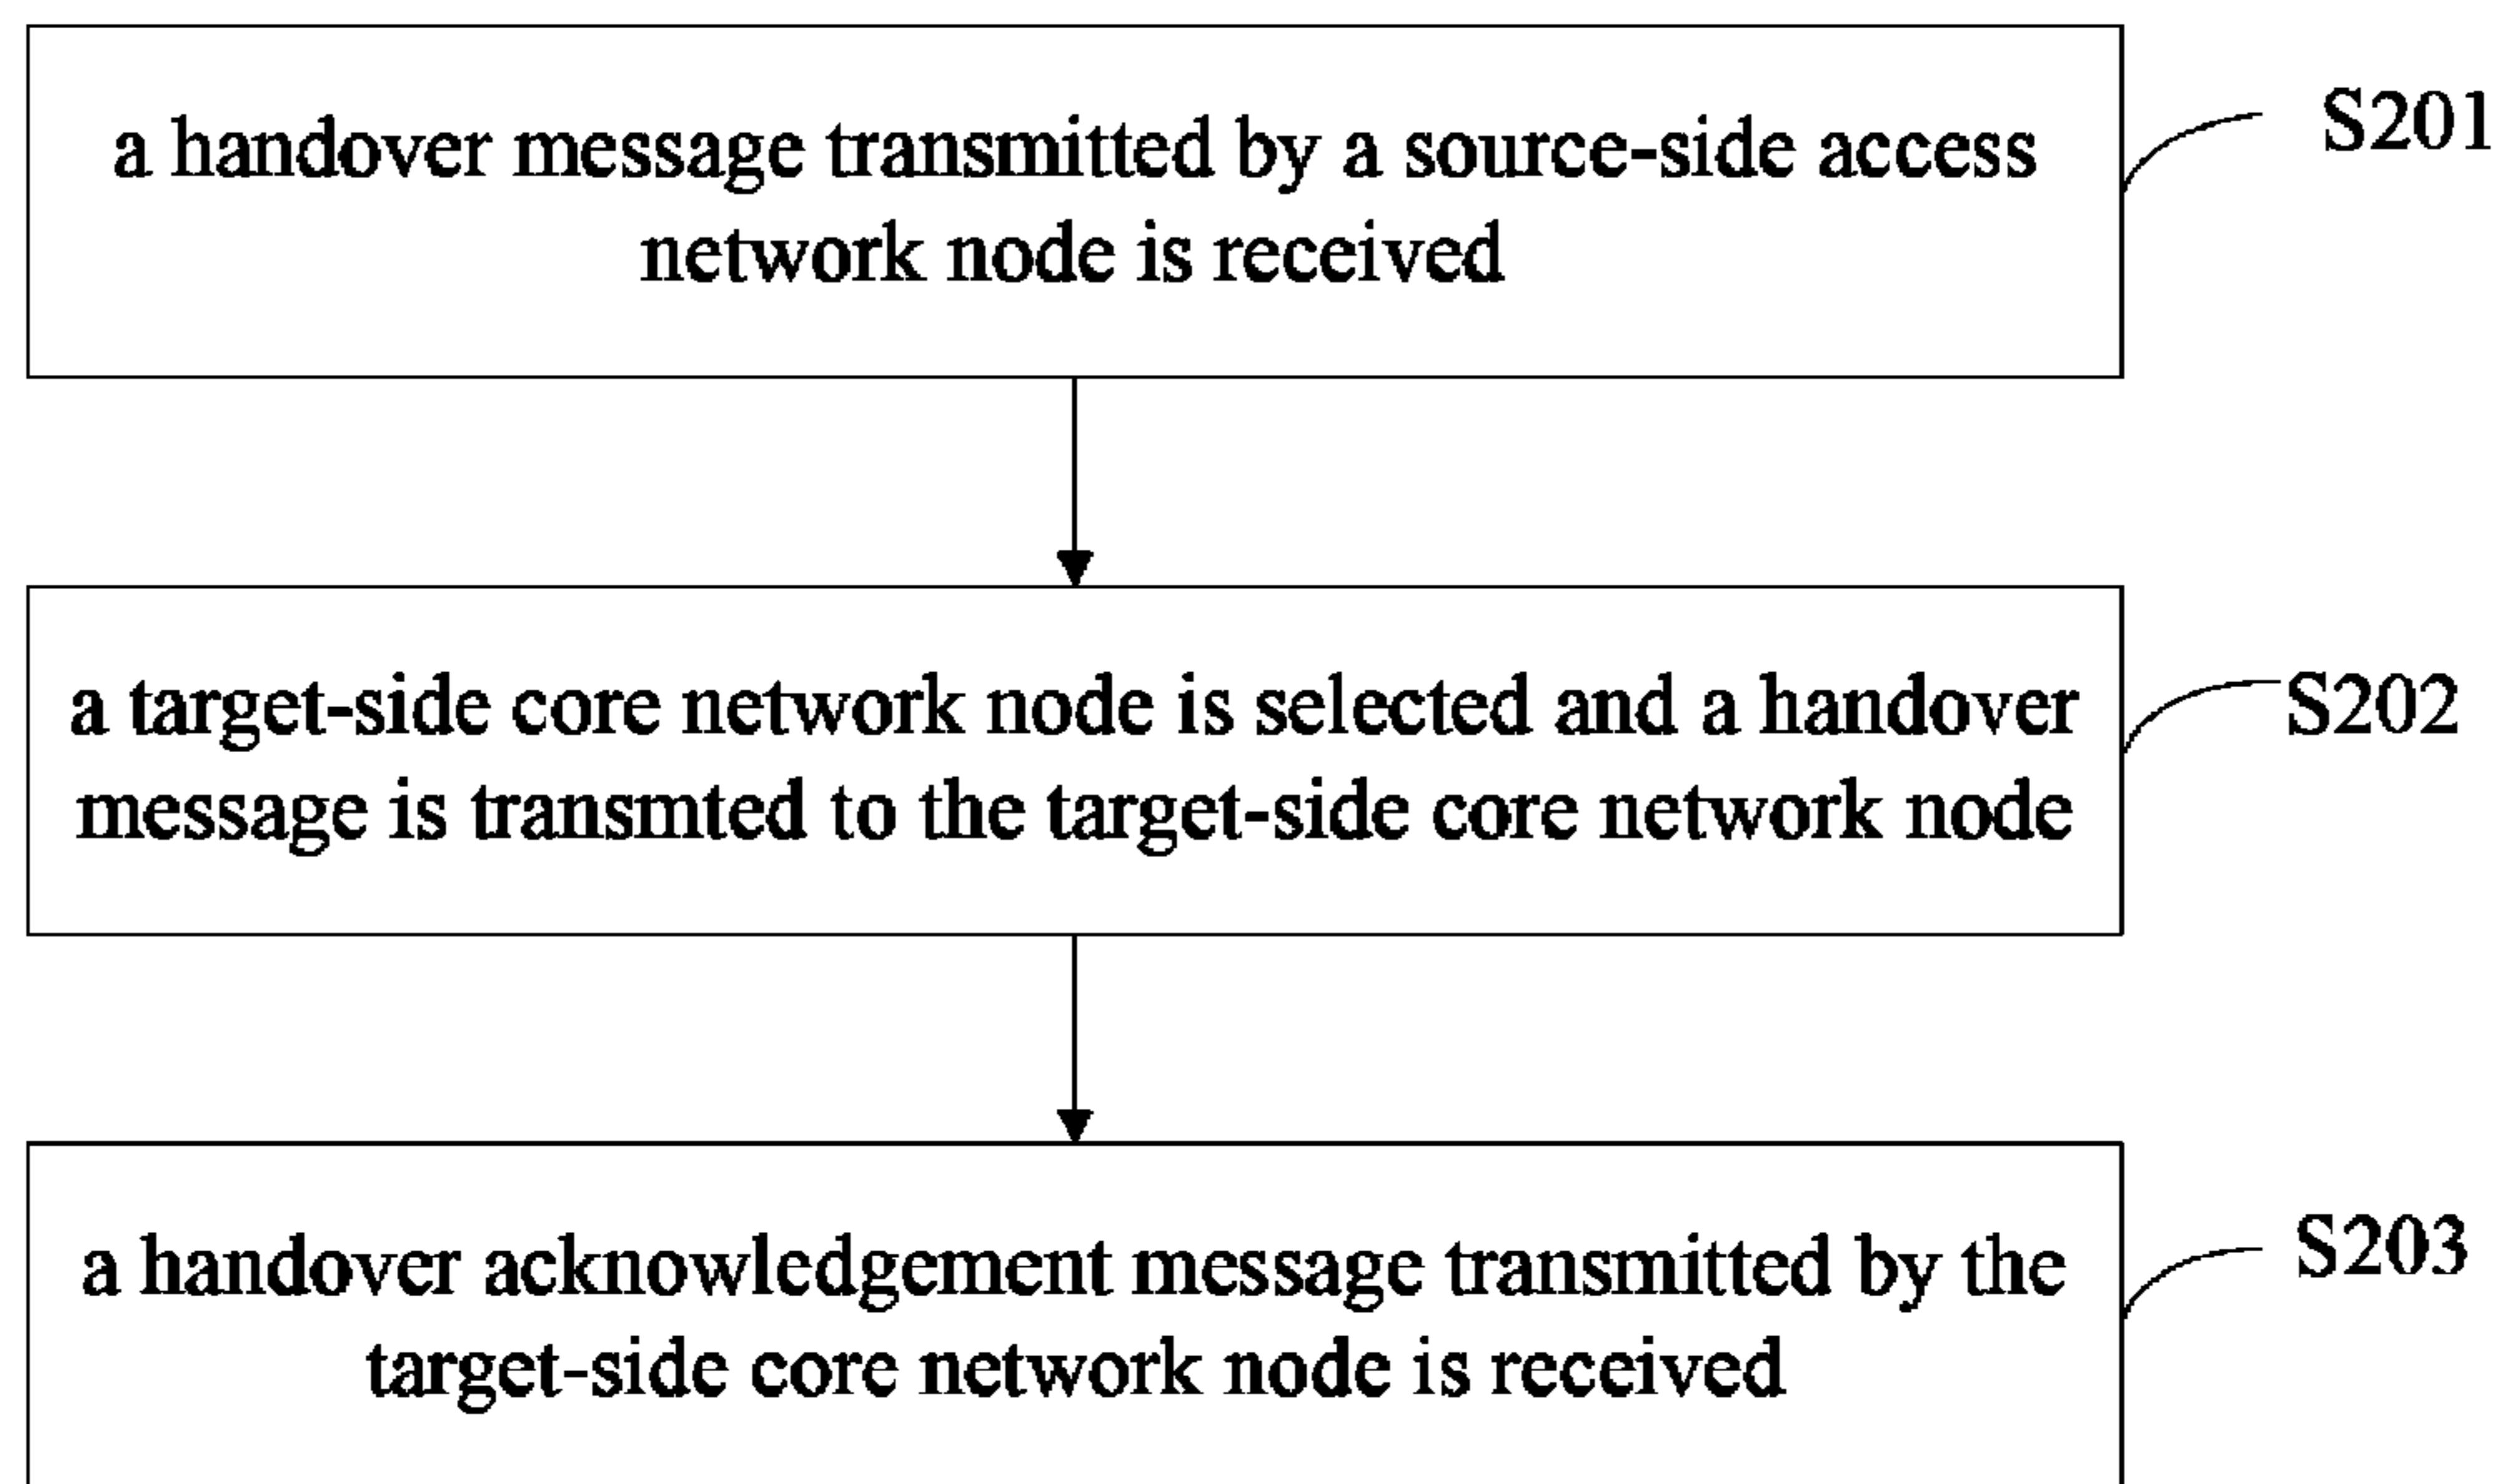 a handover message transmitted by a source-side access
network node is received
S201
a target-side core network node is selected and a handover
message is transmted to the target-side core network node
S202
a handover acknowledgement message transmitted by the
target-side core network node is received
S203